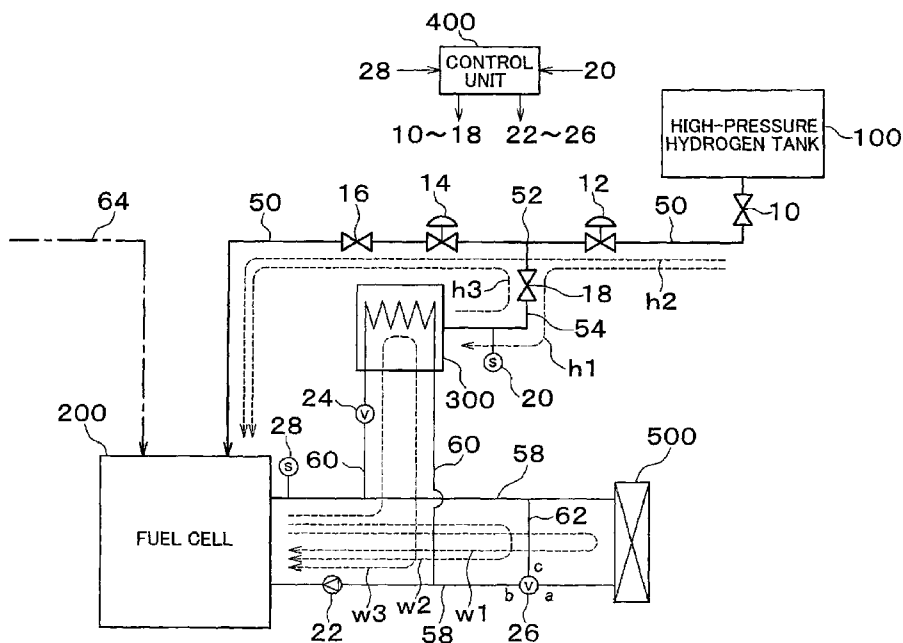 400
28
CONTROL
UNIT
20
10~18
22~26
HIGH-PRESSURE
HYDROGEN TANK
100
10
64
50
16
14
52
12
50
h3
18
h2
54
h1
300
20
24
200
28
60
60
58
500
FUEL CELL
62
S
S
V
V
c
b
a
w3
w2
w1
22
58
26